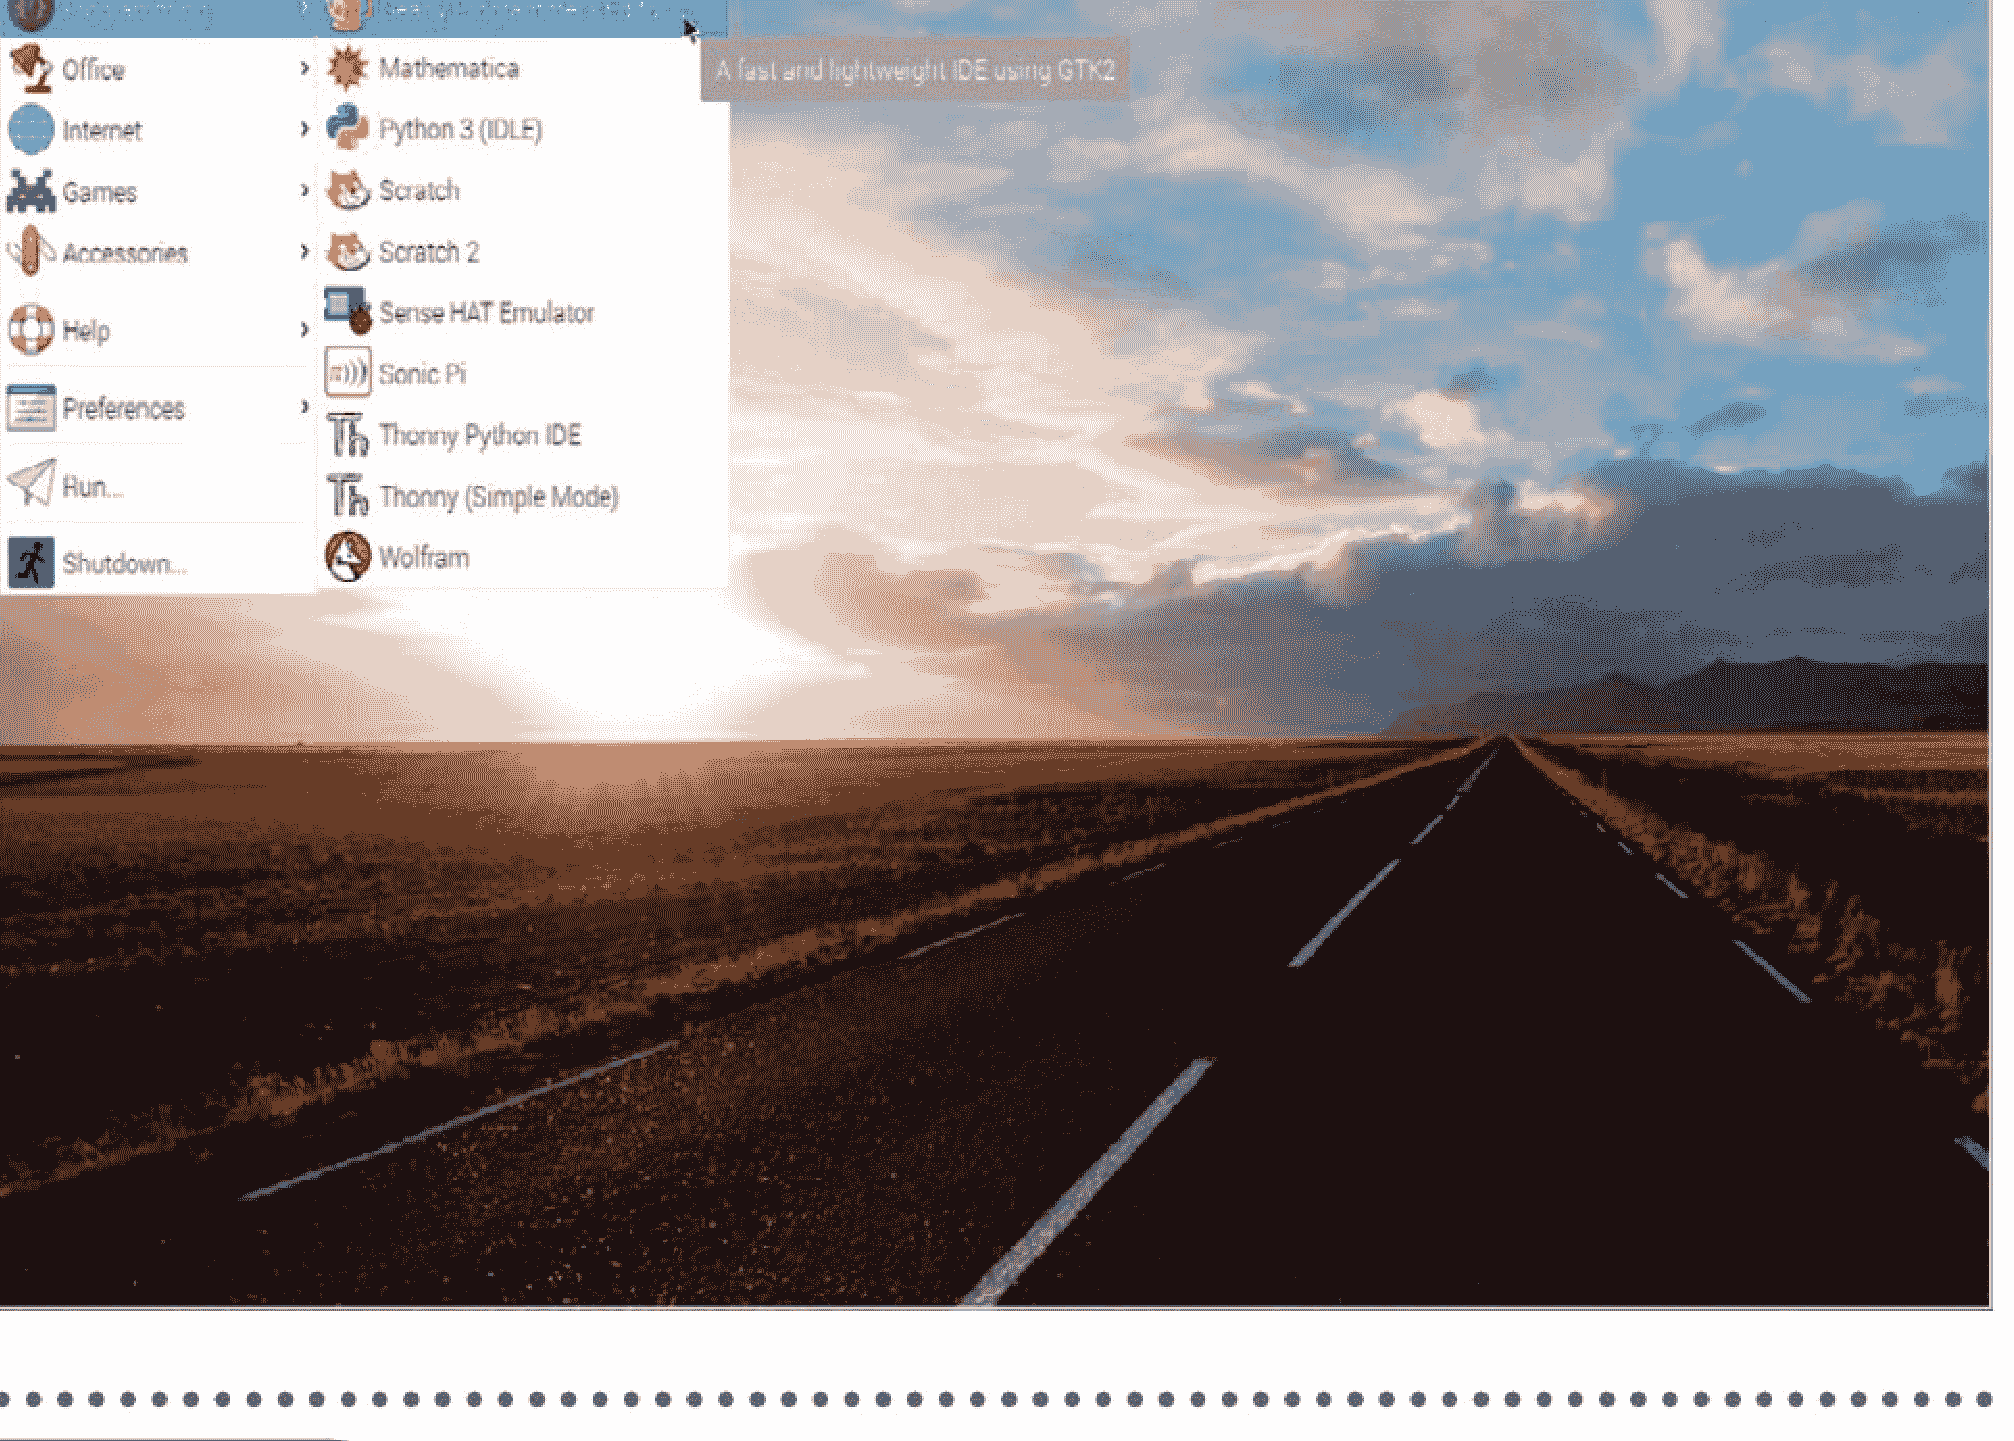 Office
Internet
Games
Accessories
Help
Preferences
Run...
Shutdown...
Mathematica
Python 3 (IDLE)
Scratch
Scratch 2
Sense HAT Emulator
Sonic Pi
Thonny Python IDE
Thonny (Simple Mode)
Wolfram
A fast and lightweight IDE using GTK2